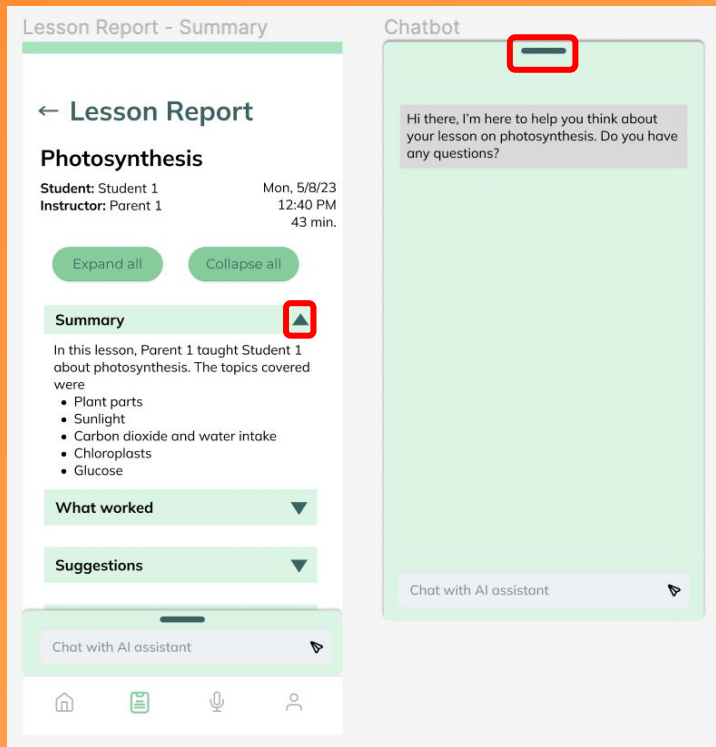 Lesson Report - Summary
← Lesson Report
Photosynthesis
Student: Student 1
Instructor: Parent 1
Mon, 5/8/23
12:40 PM
43 min.
Expand all
Collapse all
Summary
In this lesson, Parent 1 taught Student 1
about photosynthesis. The topics covered
were
• Plant parts
• Sunlight
• Carbon dioxide and water intake
• Chloroplasts
• Glucose
What worked
Suggestions
Chat with AI assistant
Chatbot
Hi there, I'm here to help you think about
your lesson on photosynthesis. Do you have
any questions?
Chat with AI assistant